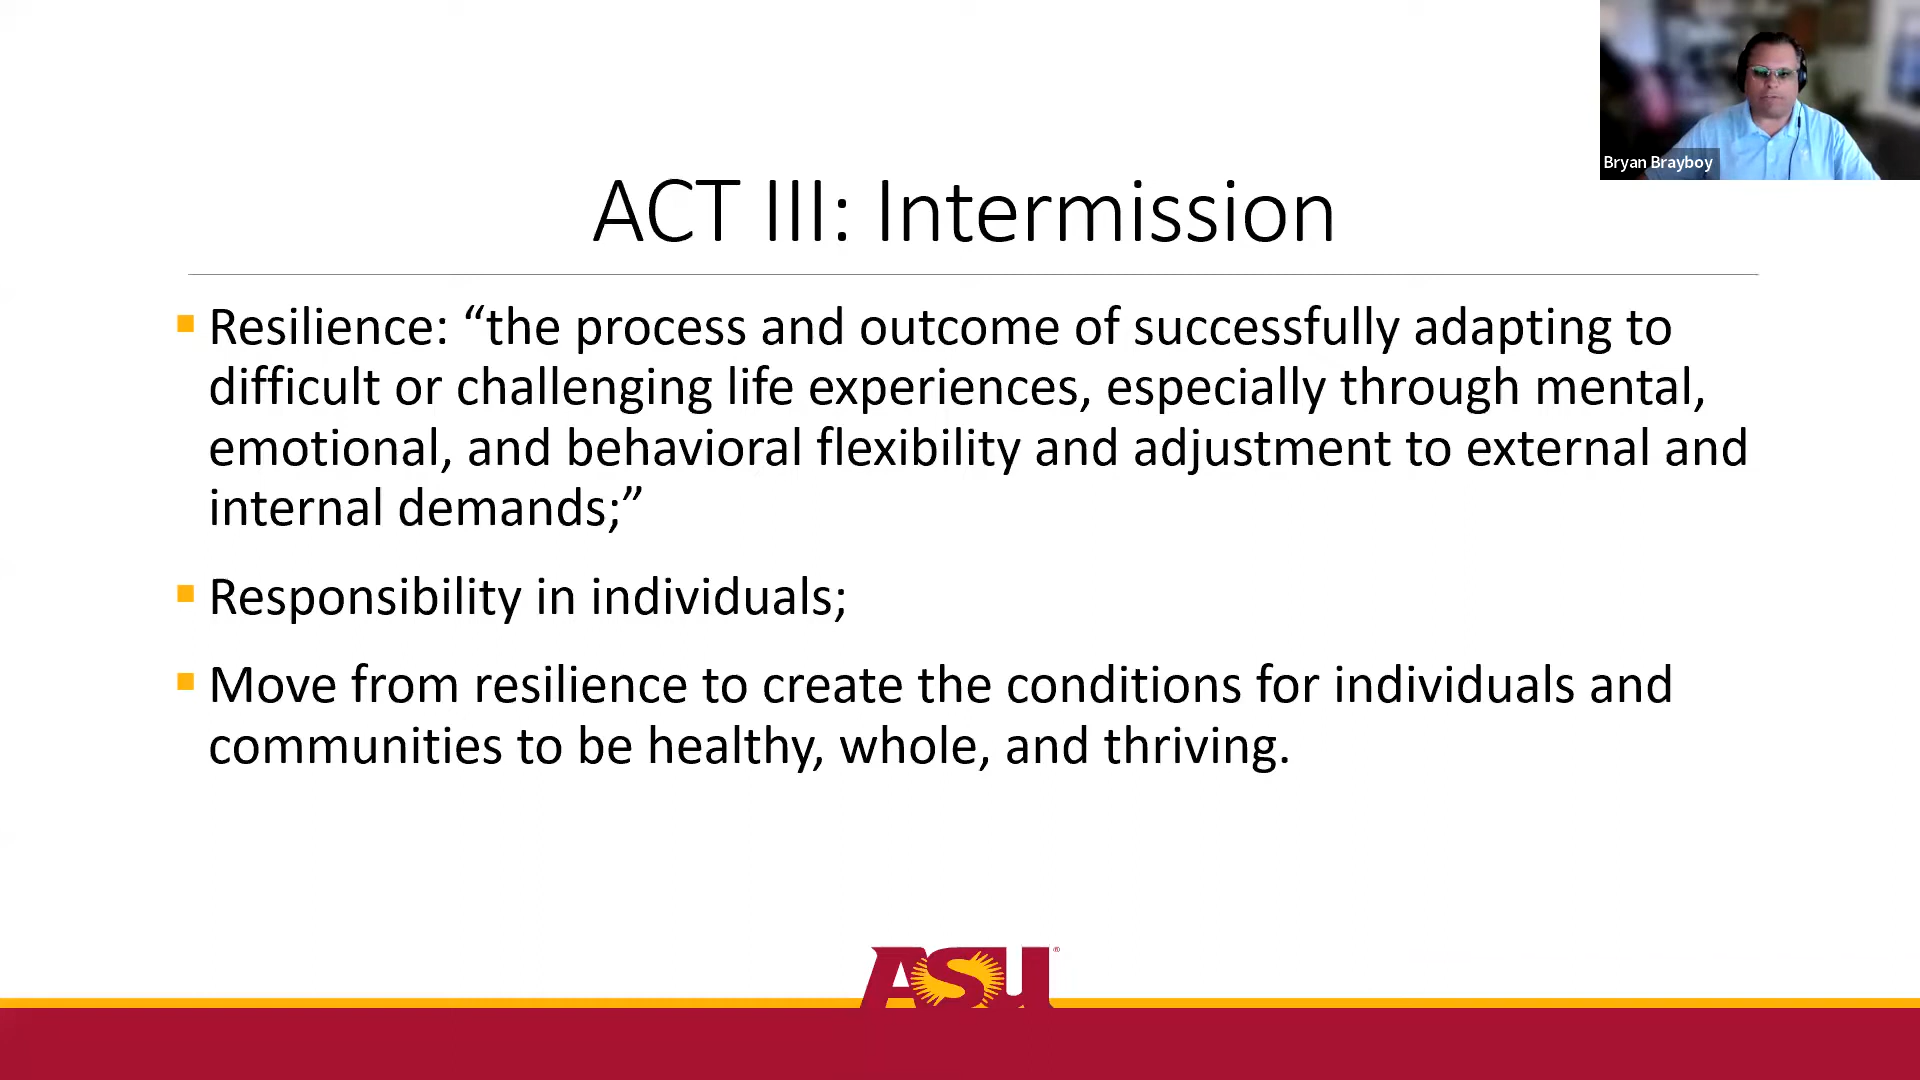 Bryan Brayboy
ACT III: Intermission
▪ Resilience: “the process and outcome of successfully adapting to
difficult or challenging life experiences, especially through mental,
emotional, and behavioral flexibility and adjustment to external and
internal demands;”
▪ Responsibility in individuals;
▪ Move from resilience to create the conditions for individuals and
communities to be healthy, whole, and thriving.
ASU®